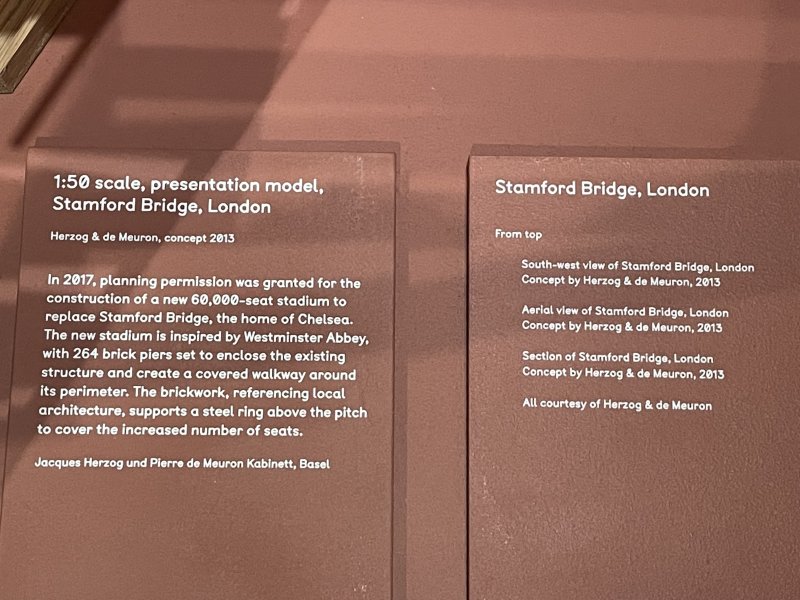 1:50 scale, presentation model,
Stamford Bridge, London
Herzog & de Meuron, concept 2013
In 2017, planning permission was granted for the
construction of a new 60,000-seat stadium to
replace Stamford Bridge, the home of Chelsea.
The new stadium is inspired by Westminster Abbey,
with 264 brick piers set to enclose the existing
structure and create a covered walkway around
its perimeter. The brickwork, referencing local
architecture, supports a steel ring above the pitch
to cover the increased number of seats.
Jacques Herzog und Pierre de Meuron Kabinett, Basel
Stamford Bridge, London
From top
South-west view of Stamford Bridge, London
Concept by Herzog & de Meuron, 2013
Aerial view of Stamford Bridge, London
Concept by Herzog & de Meuron, 2013
Section of Stamford Bridge, London
Concept by Herzog & de Meuron, 2013
All courtesy of Herzog & de Meuron